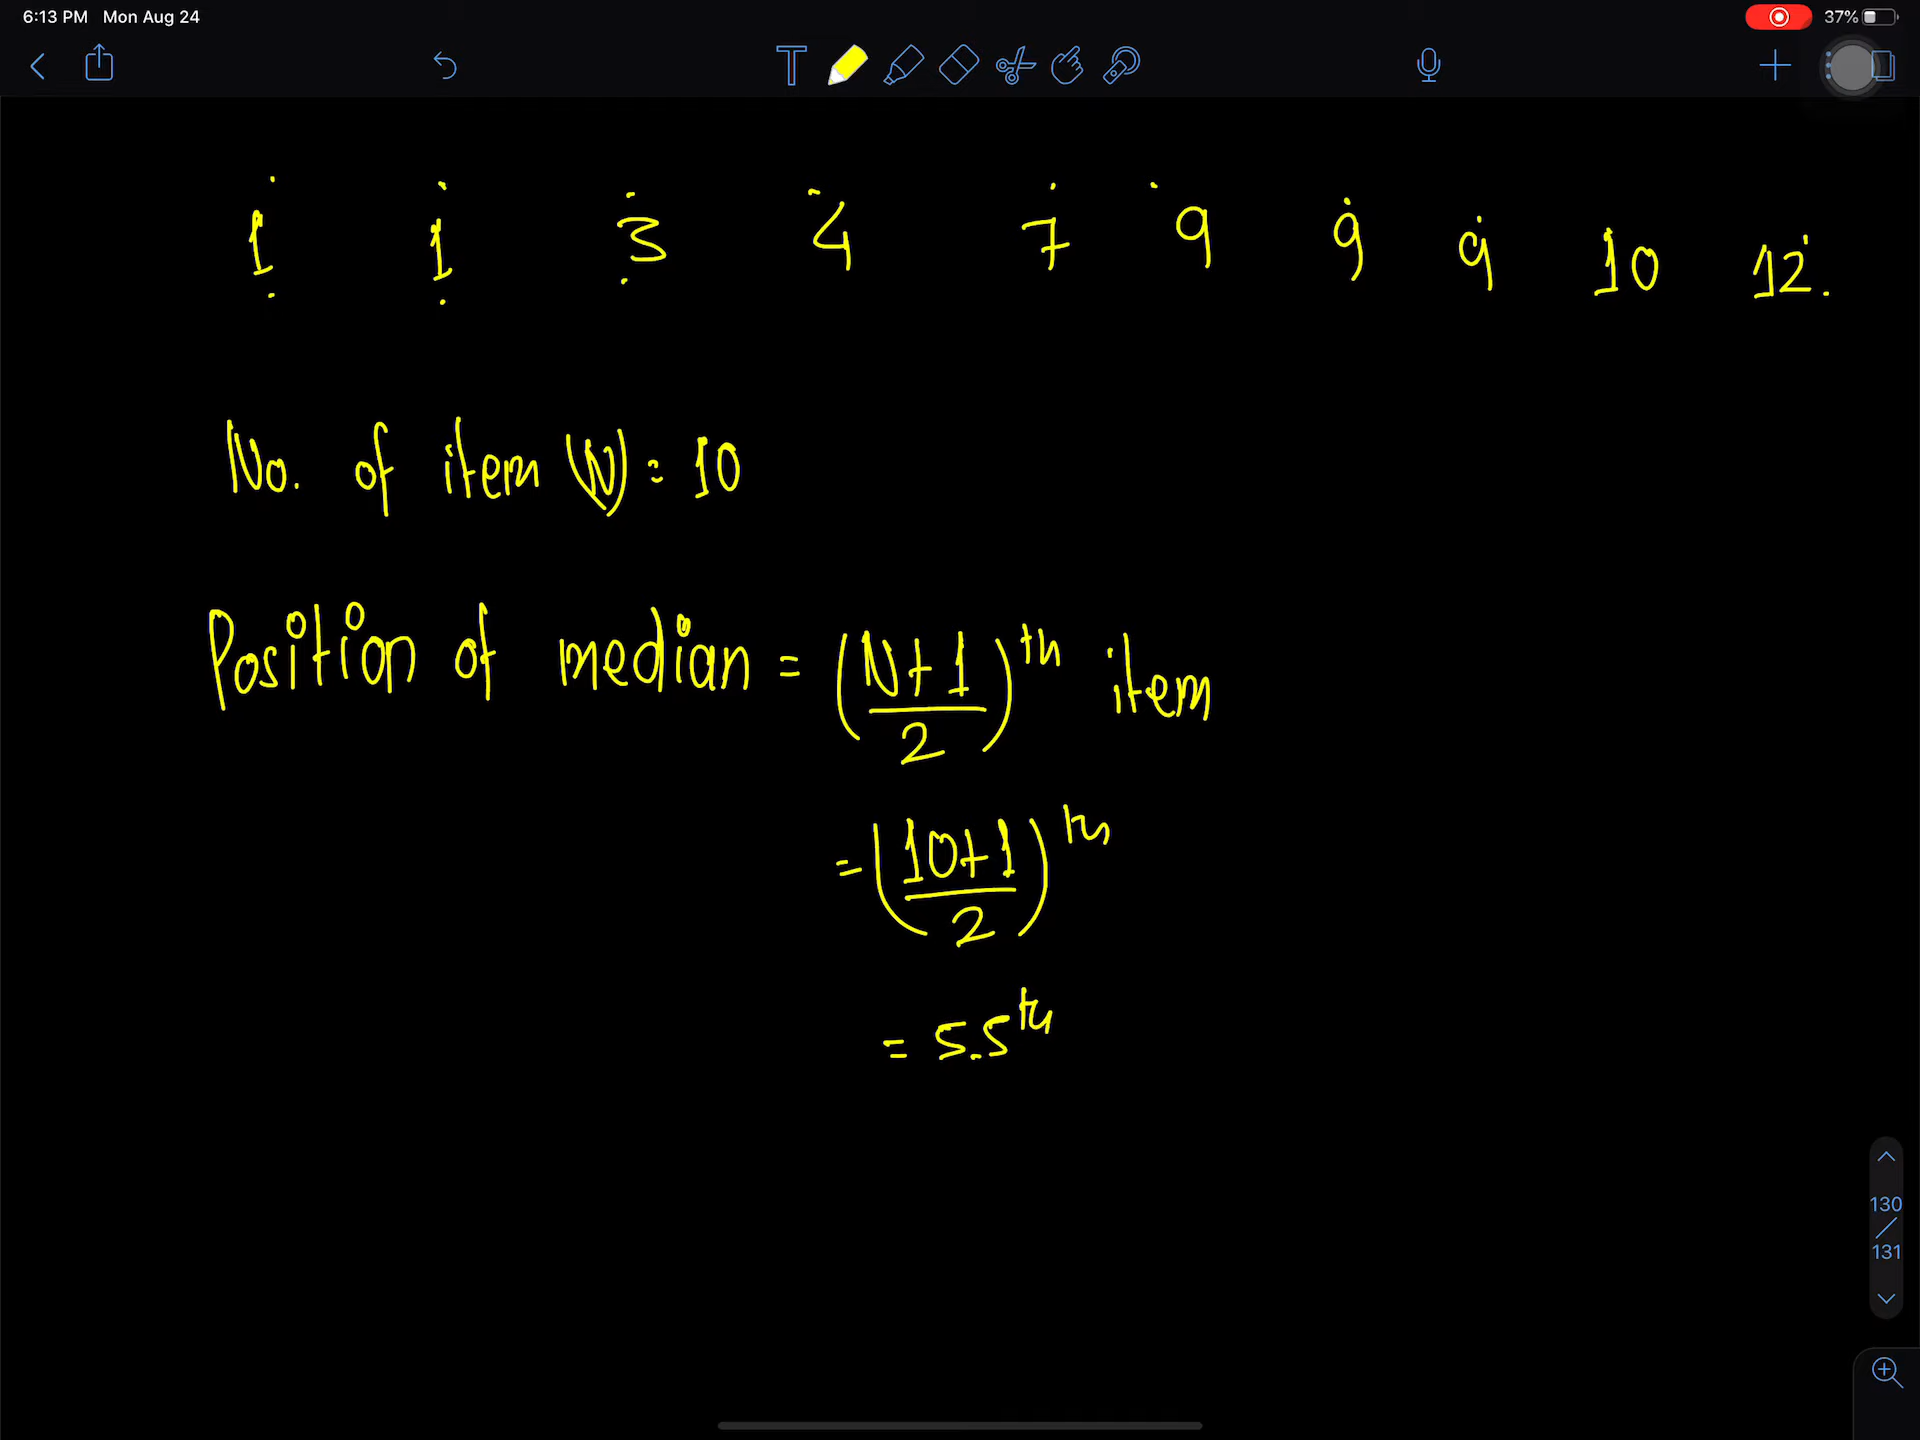 6:13 PM Mon Aug 24 37%
T
1 1 3 4 7 9 9 9 10 12.
No. of item (N) = 10
Position of median = (N+1/2)th item
= (10+1/2)th
= 5.5th
130
/
131